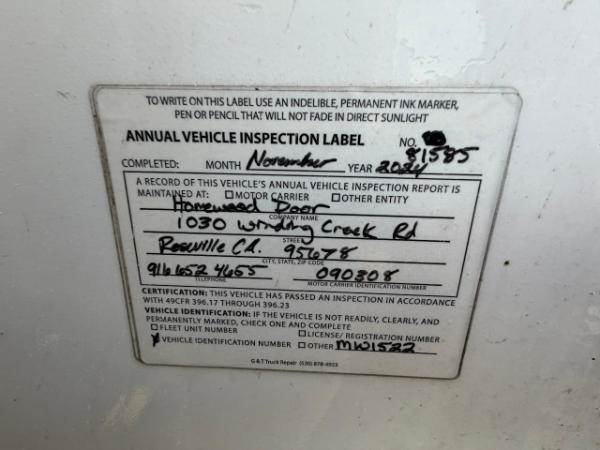 TO WRITE ON THIS LABEL USE AN INDELIBLE, PERMANENT INK MARKER,
PEN OR PENCIL THAT WILL NOT FADE IN DIRECT SUNLIGHT
ANNUAL VEHICLE INSPECTION LABEL NO. 81585
COMPLETED: MONTH November YEAR 2024
A RECORD OF THIS VEHICLE'S ANNUAL VEHICLE INSPECTION REPORT IS
MAINTAINED AT: ☐ MOTOR CARRIER ☐ OTHER ENTITY
Homewood Door
COMPANY NAME
1030 Winding Creek Rd
STREET
Roseville CA. 95678
CITY, STATE, ZIP CODE
916 652 4655 090308
TELEPHONE MOTOR CARRIER IDENTIFICATION NUMBER
CERTIFICATION: THIS VEHICLE HAS PASSED AN INSPECTION IN ACCORDANCE
WITH 49CFR 396.17 THROUGH 396.23
VEHICLE IDENTIFICATION: IF THE VEHICLE IS NOT READILY, CLEARLY, AND
PERMANENTLY MARKED, CHECK ONE AND COMPLETE
☐ FLEET UNIT NUMBER ☐ LICENSE/ REGISTRATION NUMBER
X VEHICLE IDENTIFICATION NUMBER ☐ OTHER MW1522
G & T Truck Repair (530) 878-4923